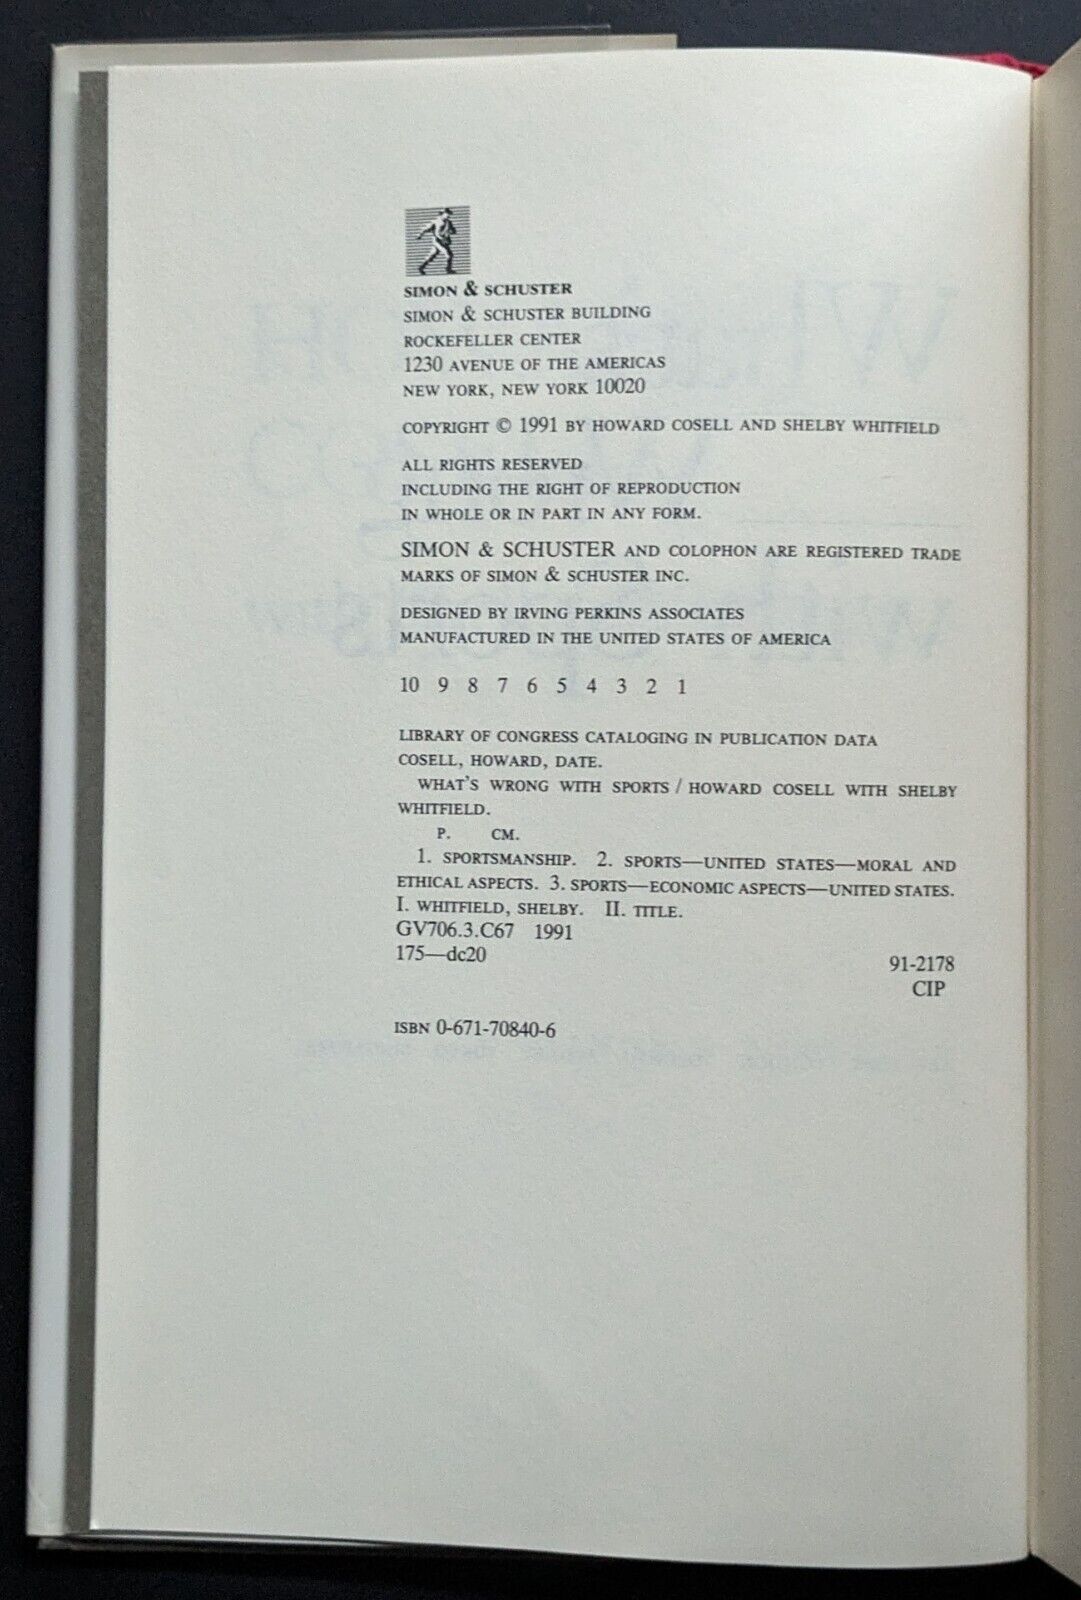 SIMON & SCHUSTER
SIMON & SCHUSTER BUILDING
ROCKEFELLER CENTER
1230 AVENUE OF THE AMERICAS
NEW YORK, NEW YORK 10020
COPYRIGHT © 1991 BY HOWARD COSELL AND SHELBY WHITFIELD
ALL RIGHTS RESERVED
INCLUDING THE RIGHT OF REPRODUCTION
IN WHOLE OR IN PART IN ANY FORM.
SIMON & SCHUSTER AND COLOPHON ARE REGISTERED TRADE
MARKS OF SIMON & SCHUSTER INC.
DESIGNED BY IRVING PERKINS ASSOCIATES
MANUFACTURED IN THE UNITED STATES OF AMERICA
10 9 8 7 6 5 4 3 2 1
LIBRARY OF CONGRESS CATALOGING IN PUBLICATION DATA
COSELL, HOWARD, DATE.
WHAT'S WRONG WITH SPORTS / HOWARD COSELL WITH SHELBY
WHITFIELD.
P. CM.
1. SPORTSMANSHIP. 2. SPORTS—UNITED STATES—MORAL AND
ETHICAL ASPECTS. 3. SPORTS—ECONOMIC ASPECTS—UNITED STATES.
I. WHITFIELD, SHELBY. II. TITLE.
GV706.3.C67 1991
175—dc20
91-2178
CIP
ISBN 0-671-70840-6